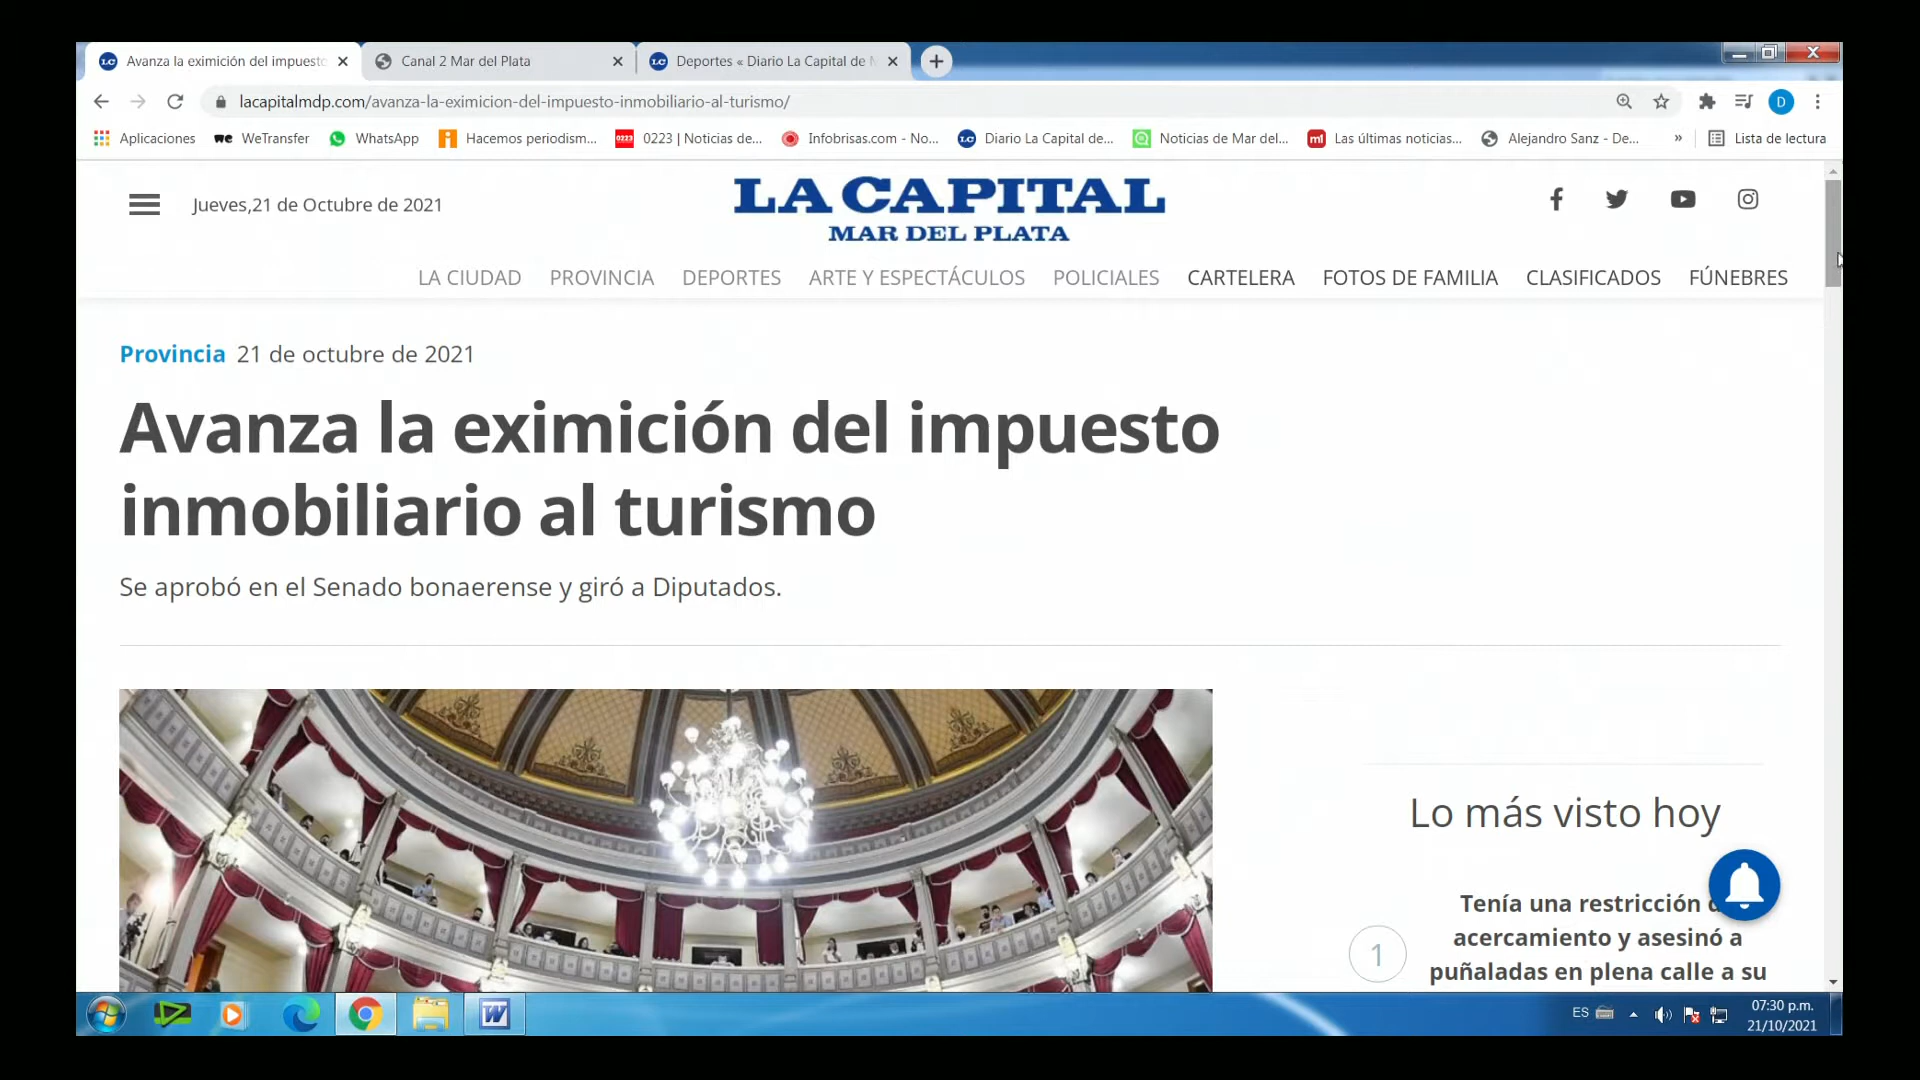 Avanza la eximición del impuesto
Canal 2 Mar del Plata
Deportes « Diario La Capital de
lacapitalmdp.com/avanza-la-eximicion-del-impuesto-inmobiliario-al-turismo/
D
Aplicaciones
WeTransfer
WhatsApp
Hacemos periodism...
0223 | Noticias de...
Infobrisas.com - No...
Diario La Capital de...
Noticias de Mar del...
Las últimas noticias...
Alejandro Sanz - De...
»
Lista de lectura
Jueves,21 de Octubre de 2021
LA CAPITAL
MAR DEL PLATA
LA CIUDAD PROVINCIA DEPORTES ARTE Y ESPECTÁCULOS POLICIALES CARTELERA FOTOS DE FAMILIA CLASIFICADOS FÚNEBRES
Provincia 21 de octubre de 2021
Avanza la eximición del impuesto
inmobiliario al turismo
Se aprobó en el Senado bonaerense y giró a Diputados.
Lo más visto hoy
1
Tenía una restricción
acercamiento y asesinó a
puñaladas en plena calle a su
ES
07:30 p.m.
21/10/2021